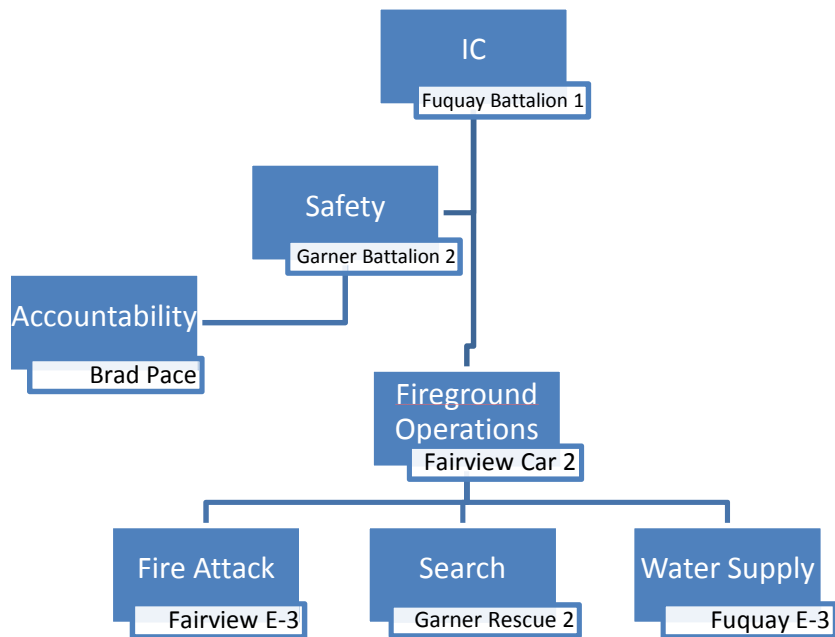 IC
Fuquay Battalion 1
Safety
Garner Battalion 2
Accountability
Brad Pace
Fireground
Operations
Fairview Car 2
Fire Attack
Fairview E-3
Search
Garner Rescue 2
Water Supply
Fuquay E-3